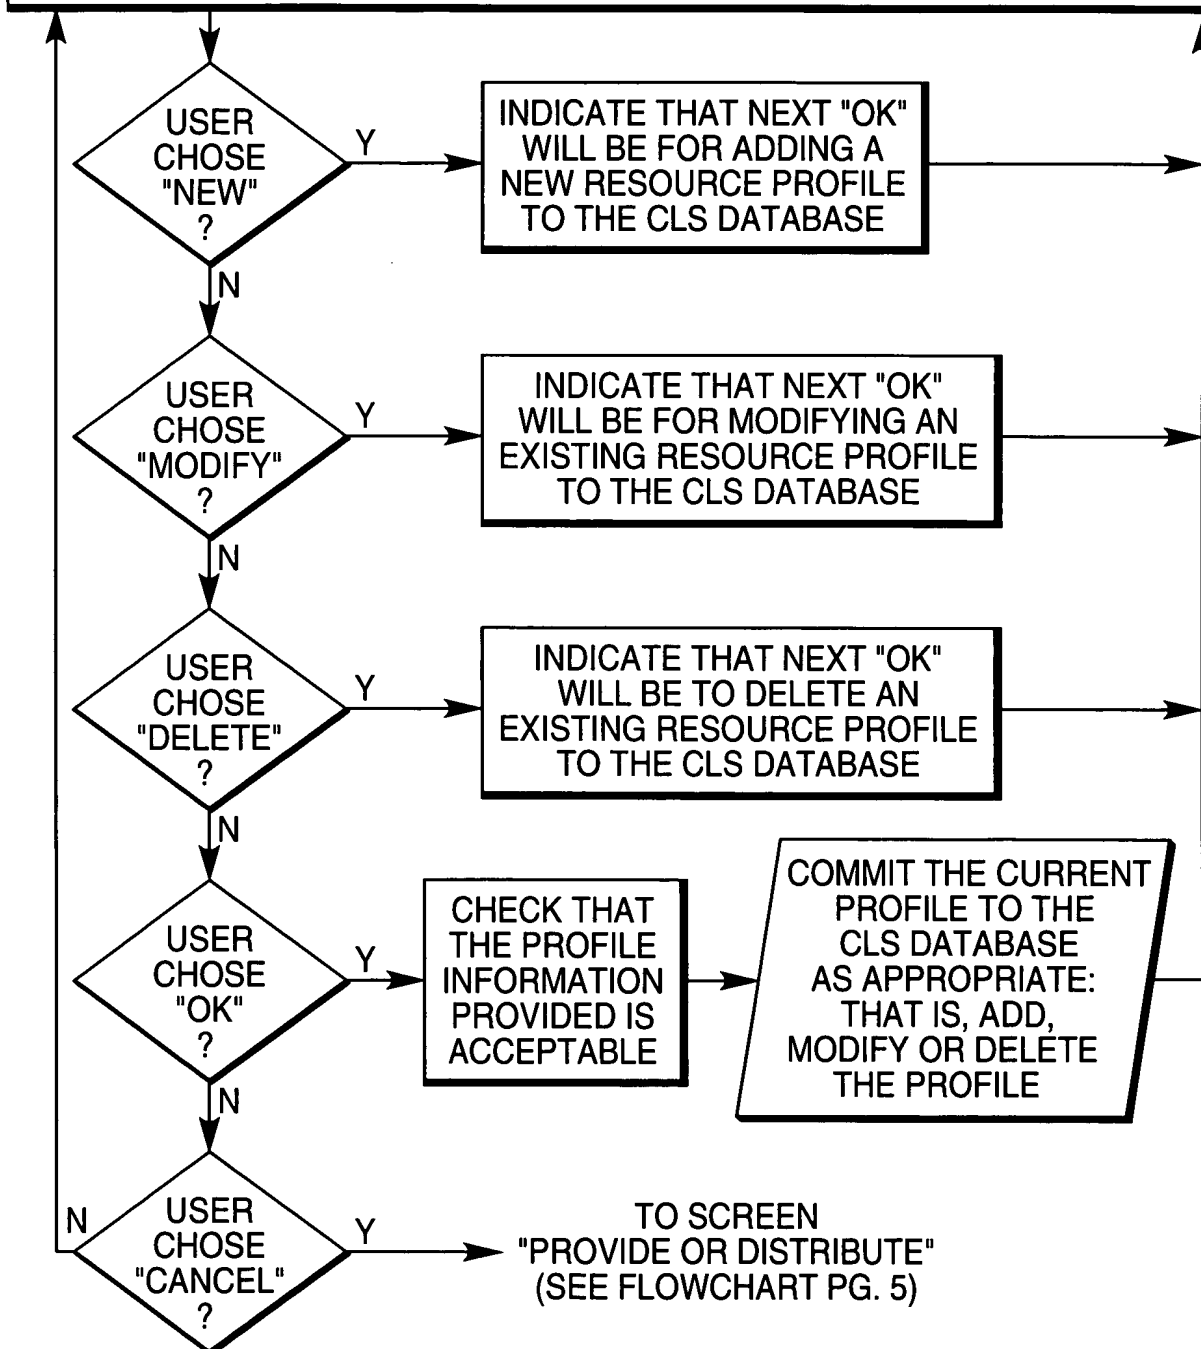 USER
CHOSE
"NEW"
?
Y
INDICATE THAT NEXT "OK"
WILL BE FOR ADDING A
NEW RESOURCE PROFILE
TO THE CLS DATABASE
N
USER
CHOSE
"MODIFY"
?
Y
INDICATE THAT NEXT "OK"
WILL BE FOR MODIFYING AN
EXISTING RESOURCE PROFILE
TO THE CLS DATABASE
N
USER
CHOSE
"DELETE"
?
Y
INDICATE THAT NEXT "OK"
WILL BE TO DELETE AN
EXISTING RESOURCE PROFILE
TO THE CLS DATABASE
N
USER
CHOSE
"OK"
?
Y
CHECK THAT
THE PROFILE
INFORMATION
PROVIDED IS
ACCEPTABLE
COMMIT THE CURRENT
PROFILE TO THE
CLS DATABASE
AS APPROPRIATE:
THAT IS, ADD,
MODIFY OR DELETE
THE PROFILE
N
USER
CHOSE
"CANCEL"
?
N
Y
TO SCREEN
"PROVIDE OR DISTRIBUTE"
(SEE FLOWCHART PG. 5)